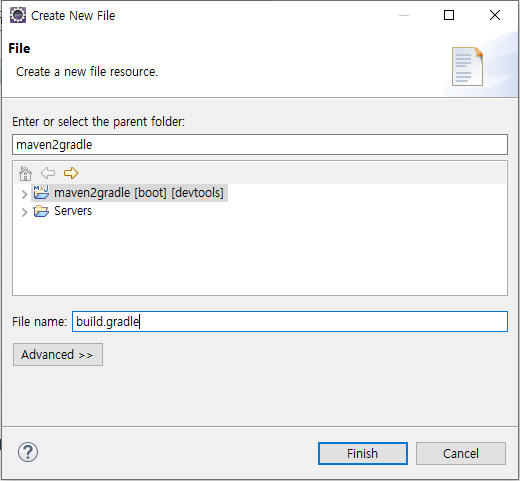 Create New File
File
Create a new file resource.
Enter or select the parent folder:
maven2gradle
maven2gradle [boot] [devtools]
Servers
File name: build.gradle
Advanced >>
Finish Cancel